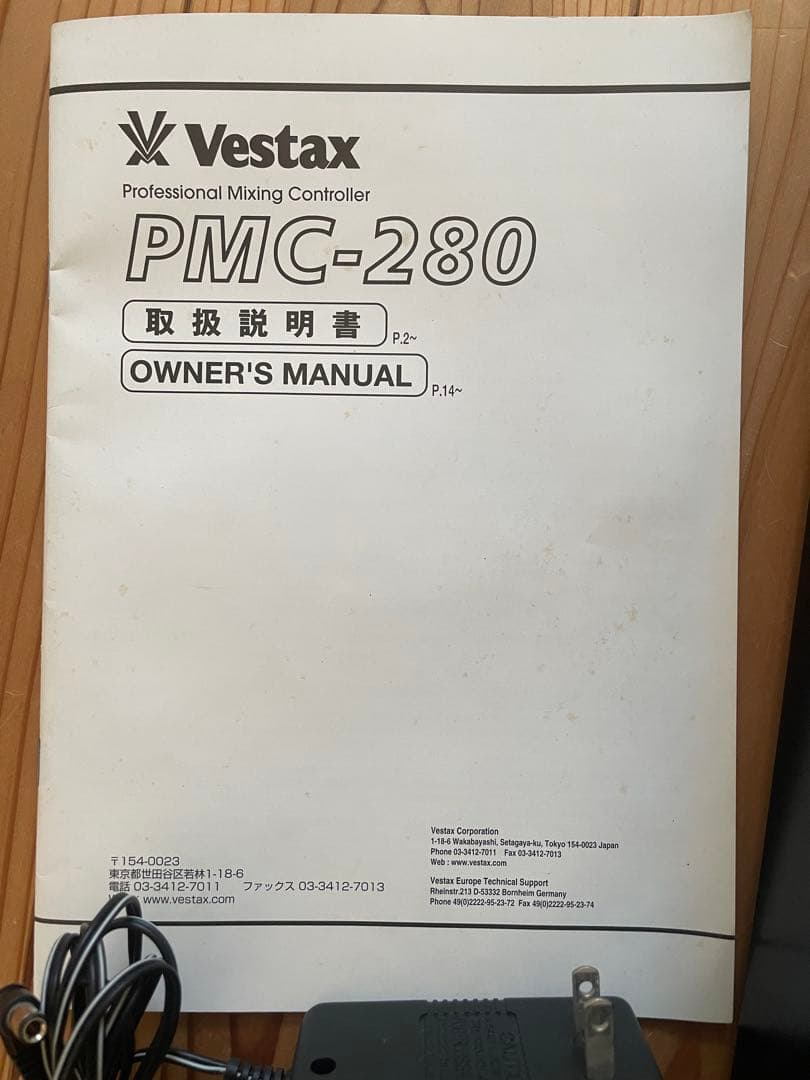 Vestax
Professional Mixing Controller
PMC-280
取扱説明書 P.2~
OWNER'S MANUAL P.14~
〒154-0023
東京都世田谷区若林1-18-6
電話 03-3412-7011 ファックス 03-3412-7013
www.vestax.com
Vestax Corporation
1-18-6 Wakabayashi, Setagaya-ku, Tokyo 154-0023 Japan
Phone 03-3412-7011 Fax 03-3412-7013
Web : www.vestax.com
Vestax Europe Technical Support
Rheinstr.213 D-53332 Bornheim Germany
Phone 49(0)2222-95-23-72 Fax 49(0)2222-95-23-74